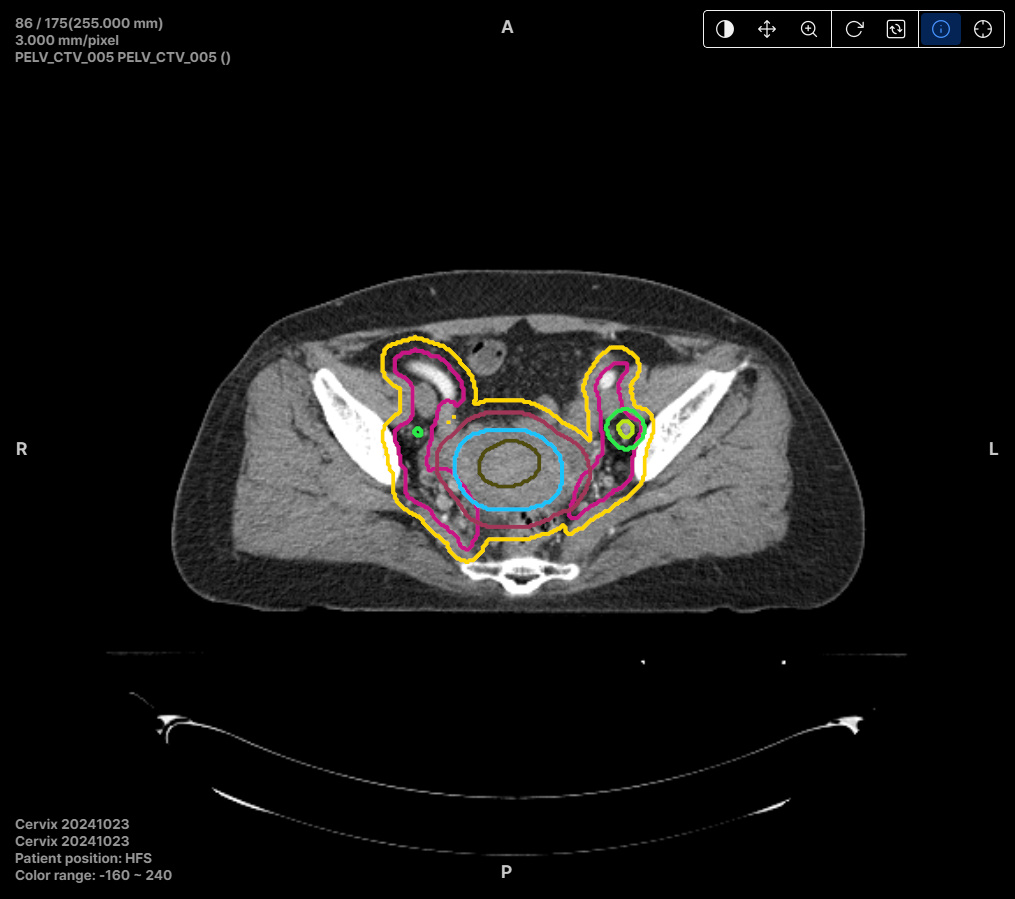 86 / 175(255.000 mm)
3.000 mm/pixel
PELV_CTV_005 PELV_CTV_005 ()
A
R
L
Cervix 20241023
Cervix 20241023
Patient position: HFS
Color range: -160 ~ 240
P